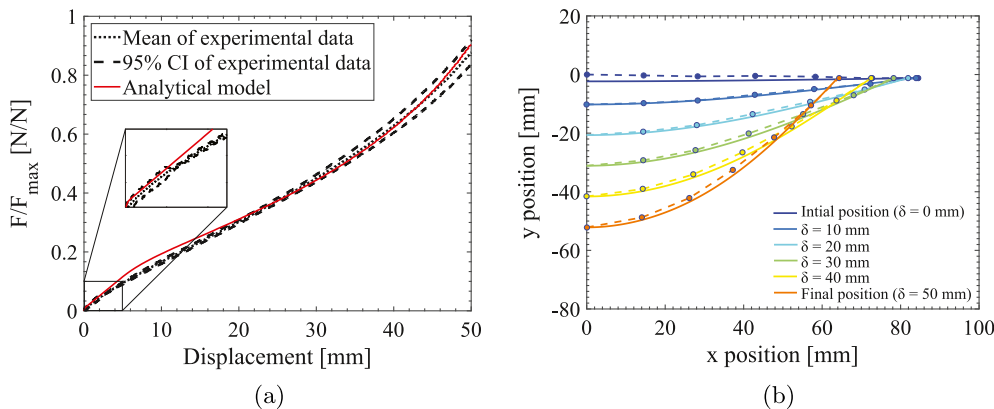 1
0.8
0.6
0.4
0.2
0
F/F_max [N/N]
Mean of experimental data
95% CI of experimental data
Analytical model
0 10 20 30 40 50
Displacement [mm]
(a)
20
0
-20
-40
-60
-80
y position [mm]
Intial position (δ = 0 mm)
δ = 10 mm
δ = 20 mm
δ = 30 mm
δ = 40 mm
Final position (δ = 50 mm)
0 20 40 60 80 100
x position [mm]
(b)